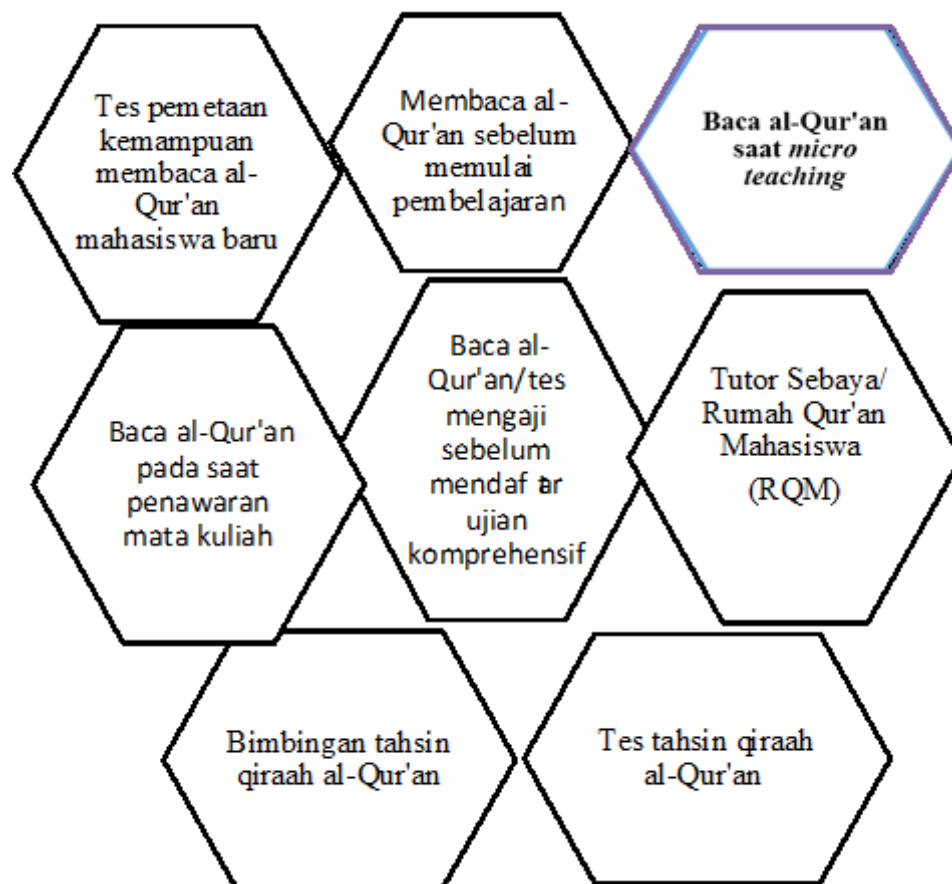 Tes pemetaan
kemampuan
membaca al-
Qur'an
mahasiswa baru
Membaca al-
Qur'an sebelum
memulai
pembelajaran
Baca al-Qur'an
saat micro
teaching
Baca al-Qur'an
pada saat
penawaran
mata kuliah
Baca al-
Qur'an/tes
mengaji
sebelum
mendaftar
ujian
komprehensif
Tutor Sebaya/
Rumah Qur'an
Mahasiswa
(RQM)
Bimbingan tahsin
qiraah al-Qur'an
Tes tahsin qiraah
al-Qur'an